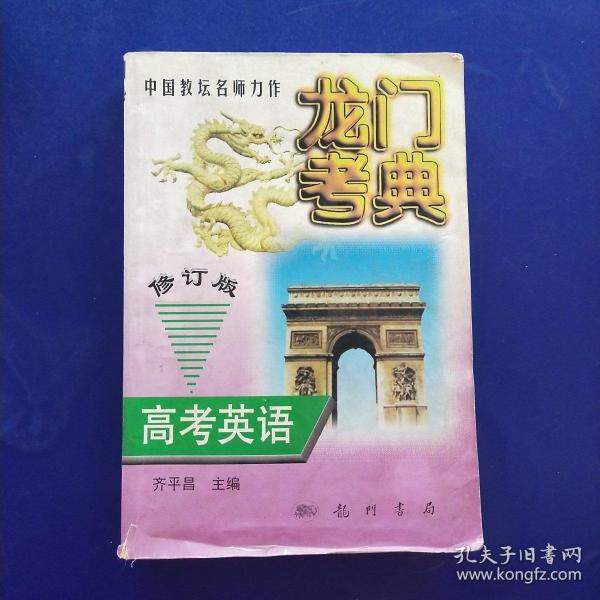 中国教坛名师力作
龙门
考典
修订版
高考英语
齐平昌 主编
龍門書局
孔夫子旧书网
www.kongfz.com